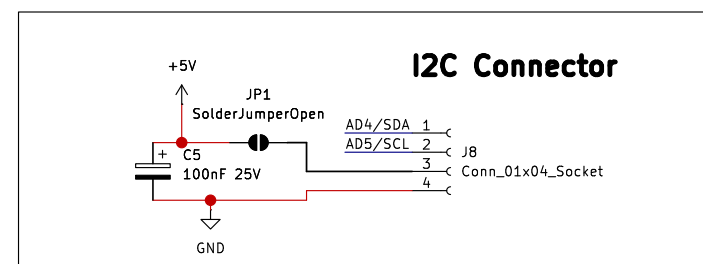 I2C Connector
+5V
JP1
SolderJumperOpen
AD4/SDA 1
AD5/SCL 2
J8
3
Conn_01x04_Socket
4
+
C5
100nF 25V
GND